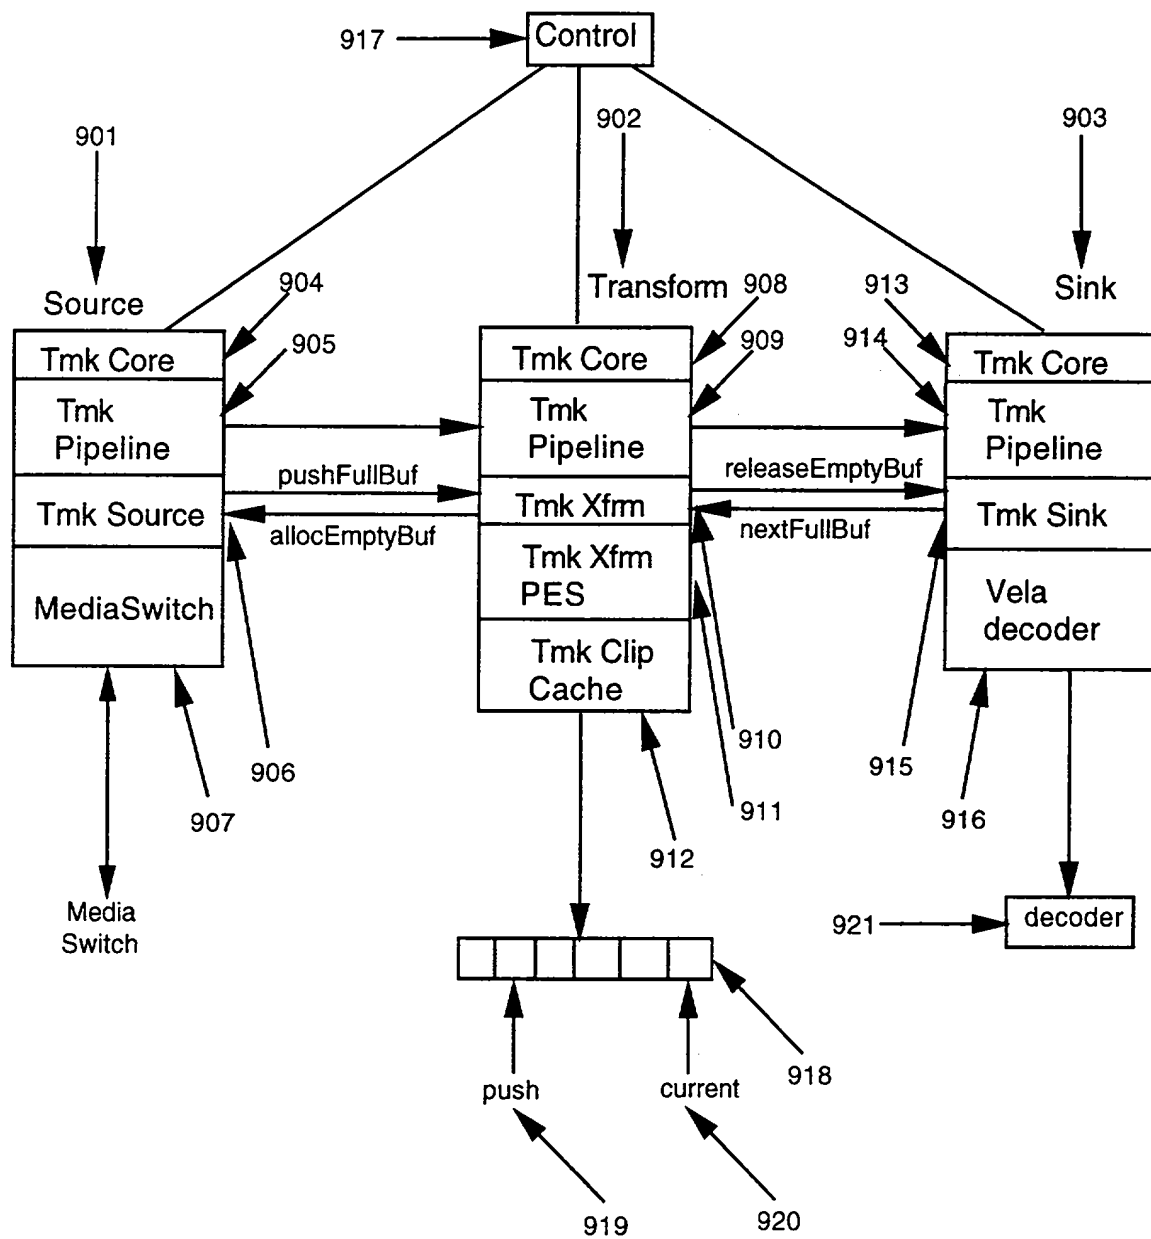 917
Control
901
902
903
Source
904
Transform
908
913
Sink
905
909
914
Tmk Core
Tmk
Pipeline
Tmk Source
MediaSwitch
pushFullBuf
allocEmptyBuf
Tmk Core
Tmk
Pipeline
Tmk Xfrm
Tmk Xfrm
PES
Tmk Clip
Cache
releaseEmptyBuf
nextFullBuf
Tmk Core
Tmk
Pipeline
Tmk Sink
Vela
decoder
906
907
910
911
912
915
916
Media
Switch
921
decoder
push
current
918
919
920